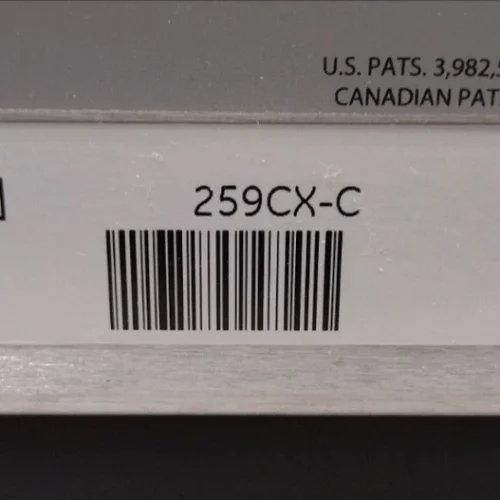 U.S. PATS. 3,982,
CANADIAN PAT
259CX-C